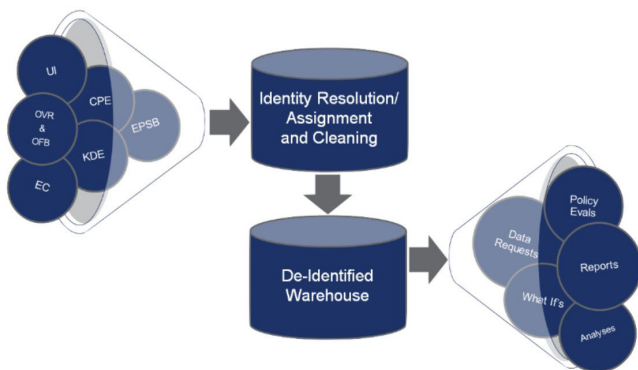 UI
CPE
OVR
&
OFB
EPSB
KDE
EC
Identity Resolution/
Assignment
and Cleaning
De-Identified
Warehouse
Policy
Evals
Data
Requests
Reports
What If's
Analyses